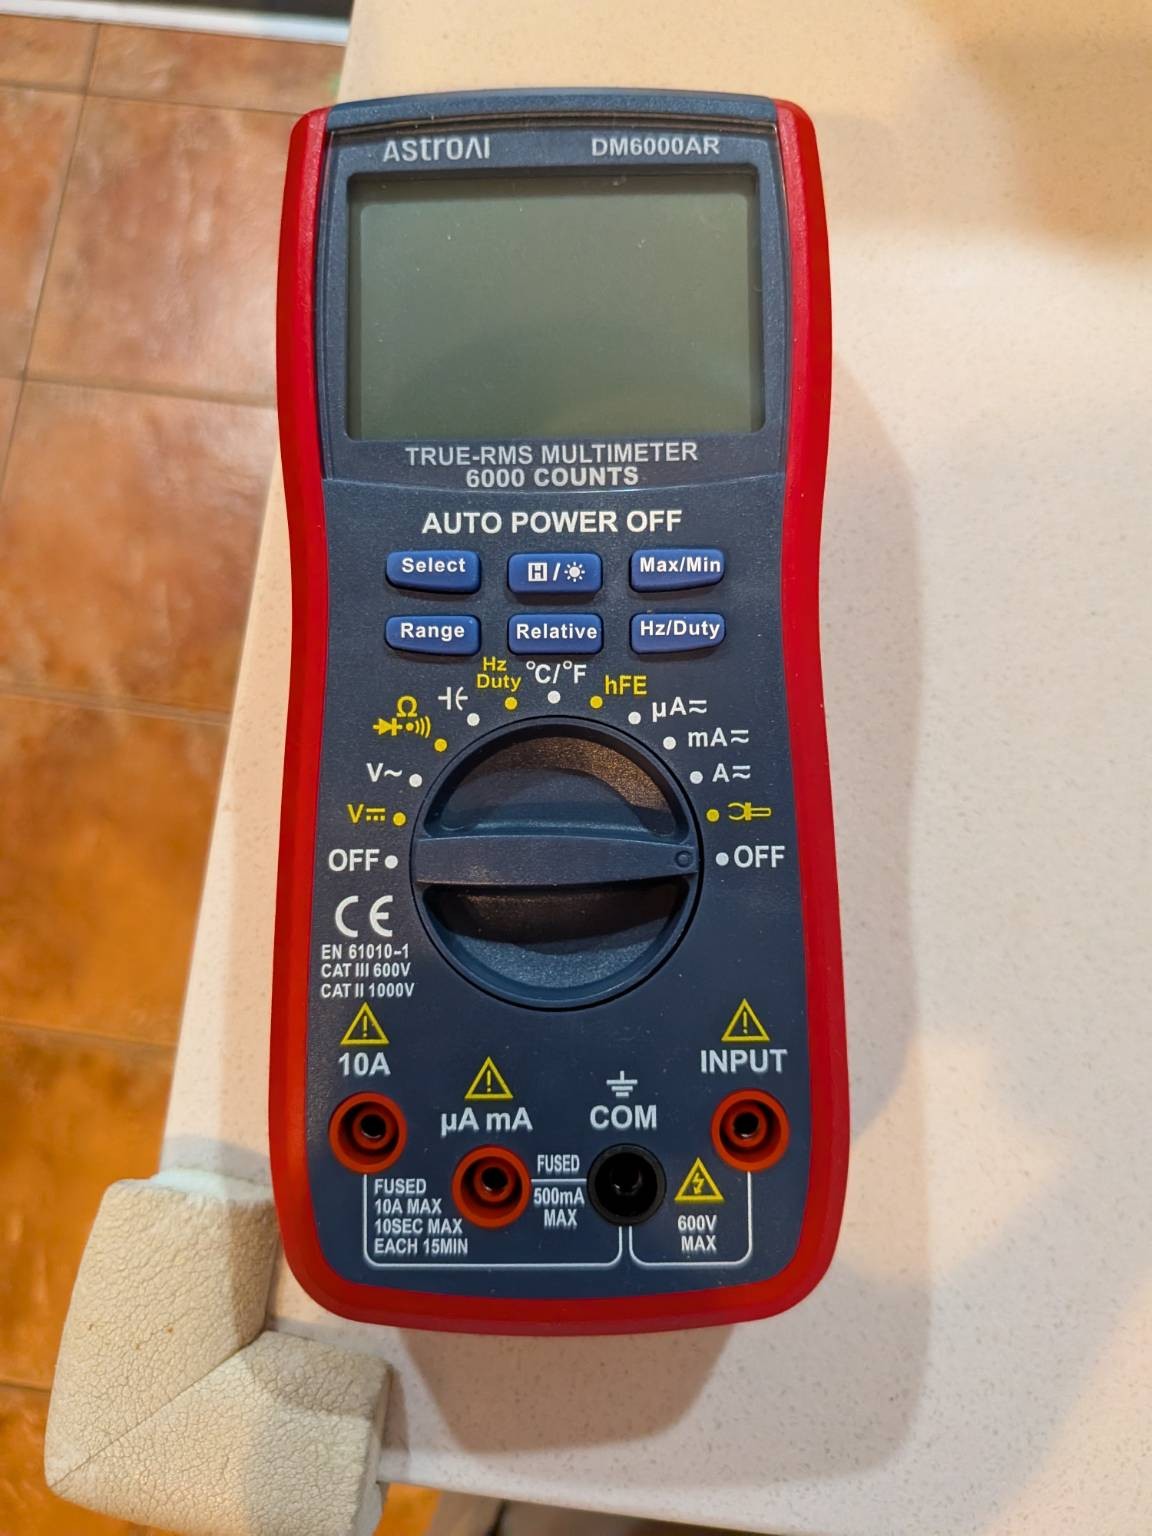 AstroAI DM6000AR
TRUE-RMS MULTIMETER
6000 COUNTS
AUTO POWER OFF
Select H/☀ Max/Min
Range Relative Hz/Duty
Hz
Duty
°C/°F
hFE
Ω
µA
mA
A
V~
V
OFF
OFF
CE
EN 61010-1
CAT III 600V
CAT II 1000V
10A
µA mA
COM
INPUT
FUSED
10A MAX
10SEC MAX
EACH 15MIN
FUSED
500mA
MAX
600V
MAX